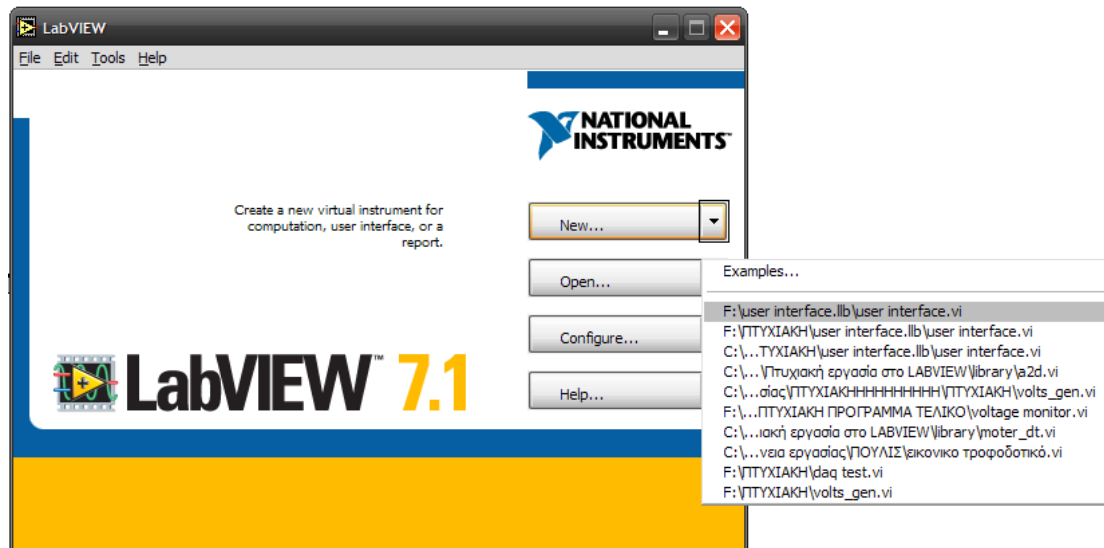 LabVIEW
File Edit Tools Help
NATIONAL
INSTRUMENTS™
Create a new virtual instrument for
computation, user interface, or a
report.
New...
Open...
Configure...
Help...
LabVIEW™ 7.1
Examples...
F:\user interface.llb\user interface.vi
F:\ΠΤΥΧΙΑΚΗ\user interface.llb\user interface.vi
C:\...ΤΥΧΙΑΚΗ\user interface.llb\user interface.vi
C:\...\Πτυχιακή εργασία στο LABVIEW\library\a2d.vi
C:\...σίας\ΠΤΥΧΙΑΚΗΗΗΗΗΗΗΗΗΗ\ΠΤΥΧΙΑΚΗ\volts_gen.vi
F:\...ΠΤΥΧΙΑΚΗ ΠΡΟΓΡΑΜΜΑ ΤΕΛΙΚΟ\voltage monitor.vi
C:\...ιακή εργασία στο LABVIEW\library\moter_dt.vi
C:\...νεια εργασίας\ΠΟΥΛΙΣ\εικονικο τροφοδοτικό.vi
F:\ΠΤΥΧΙΑΚΗ\daq test.vi
F:\ΠΤΥΧΙΑΚΗ\volts_gen.vi